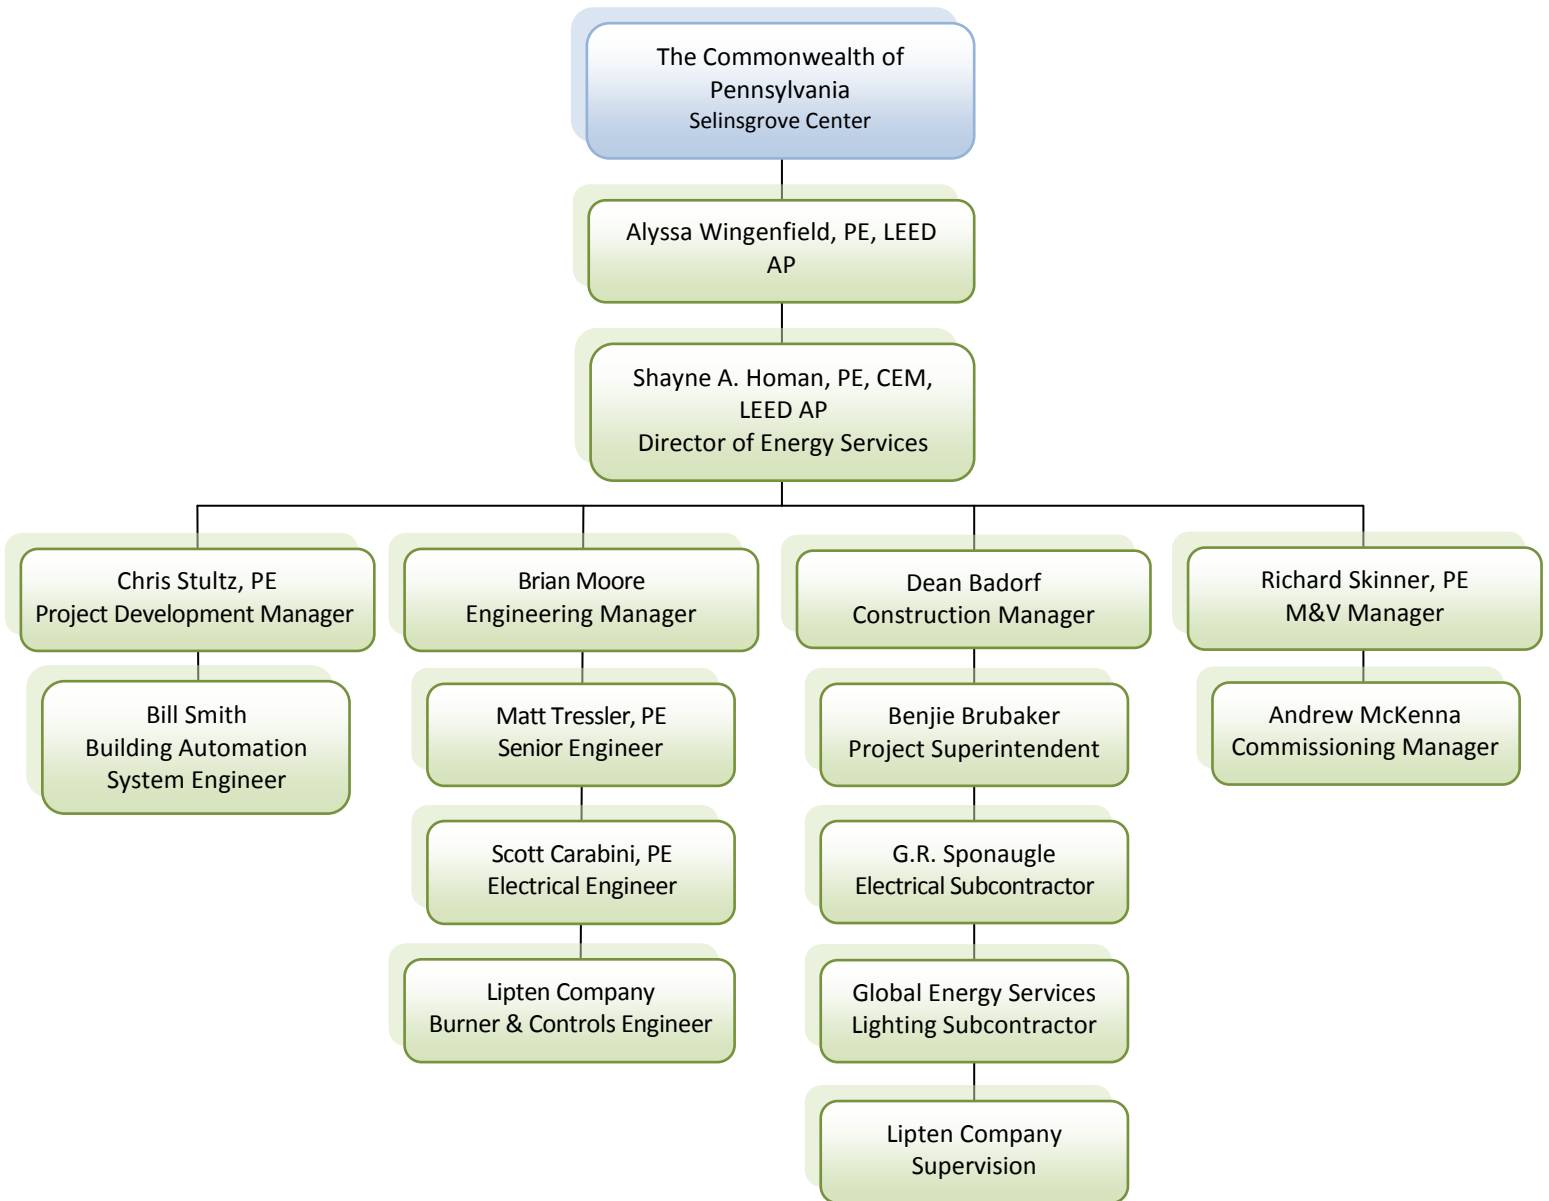 The Commonwealth of
Pennsylvania
Selinsgrove Center
Alyssa Wingenfield, PE, LEED
AP
Shayne A. Homan, PE, CEM,
LEED AP
Director of Energy Services
Chris Stultz, PE
Project Development Manager
Brian Moore
Engineering Manager
Dean Badorf
Construction Manager
Richard Skinner, PE
M&V Manager
Bill Smith
Building Automation
System Engineer
Matt Tressler, PE
Senior Engineer
Benjie Brubaker
Project Superintendent
Andrew McKenna
Commissioning Manager
Scott Carabini, PE
Electrical Engineer
G.R. Sponaugle
Electrical Subcontractor
Lipten Company
Burner & Controls Engineer
Global Energy Services
Lighting Subcontractor
Lipten Company
Supervision